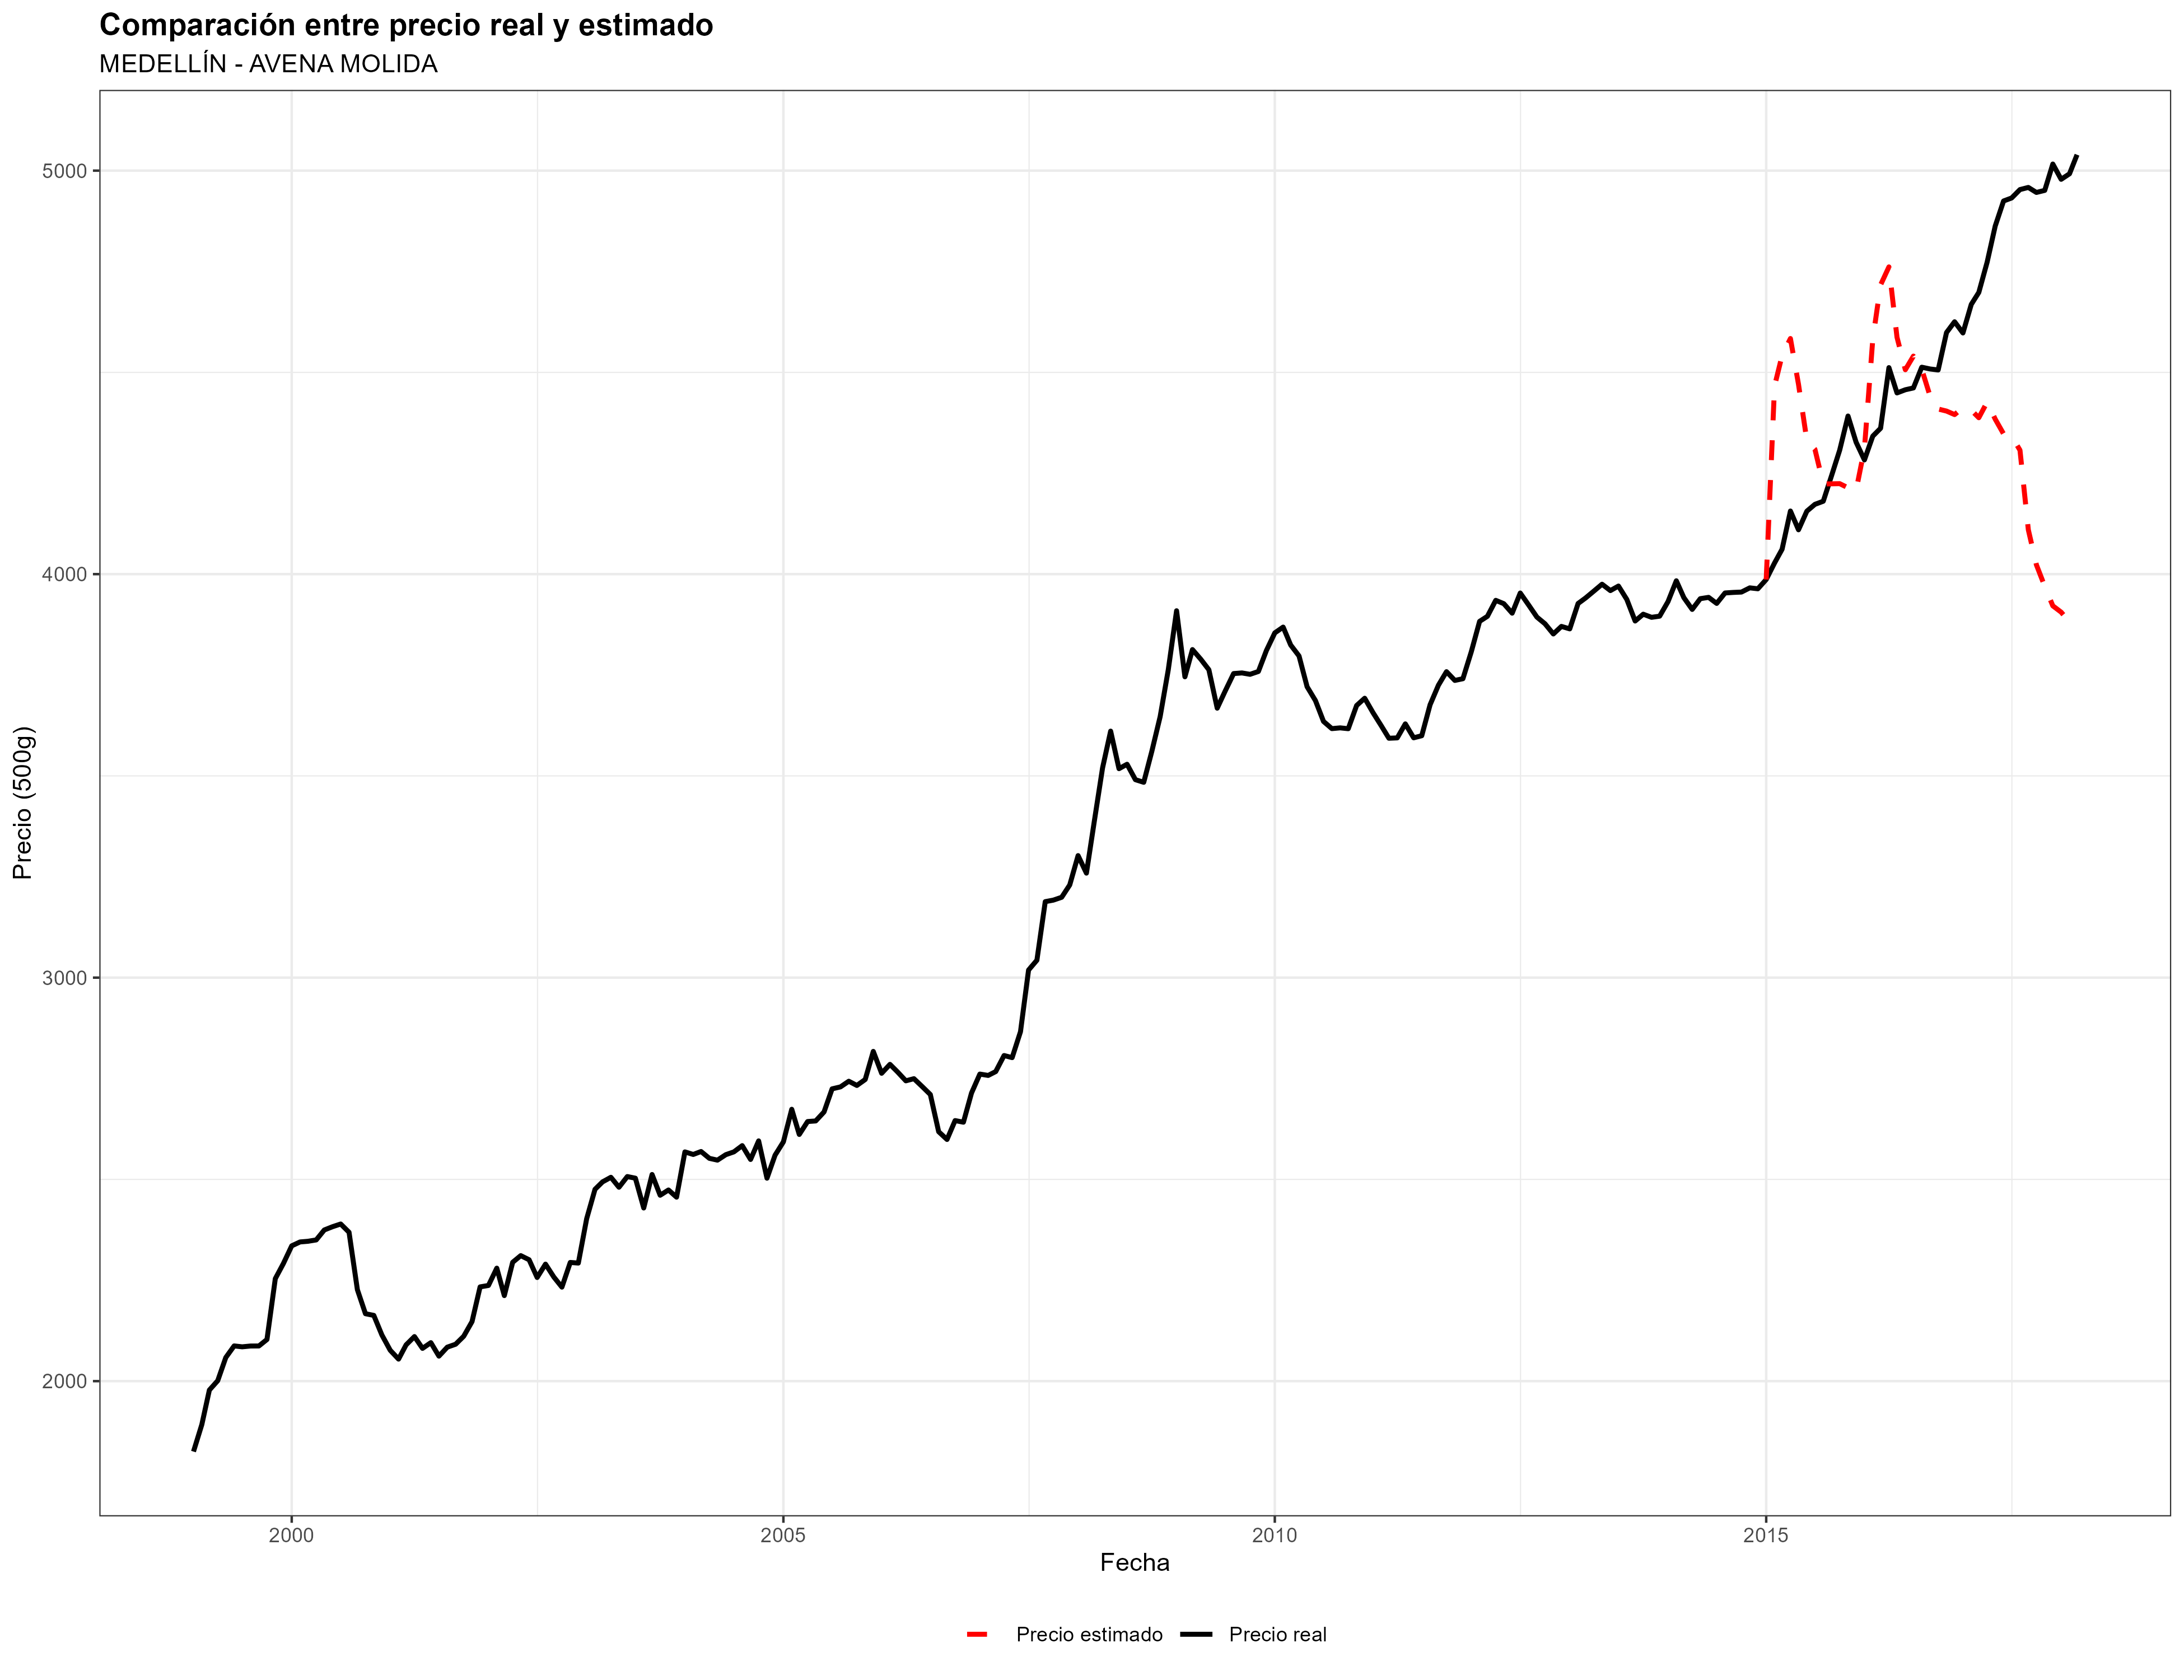 Comparación entre precio real y estimado
MEDELLÍN - AVENA MOLIDA
5000
4000
3000
2000
Precio (500g)
2000 2005 2010 2015
Fecha
Precio estimado Precio real